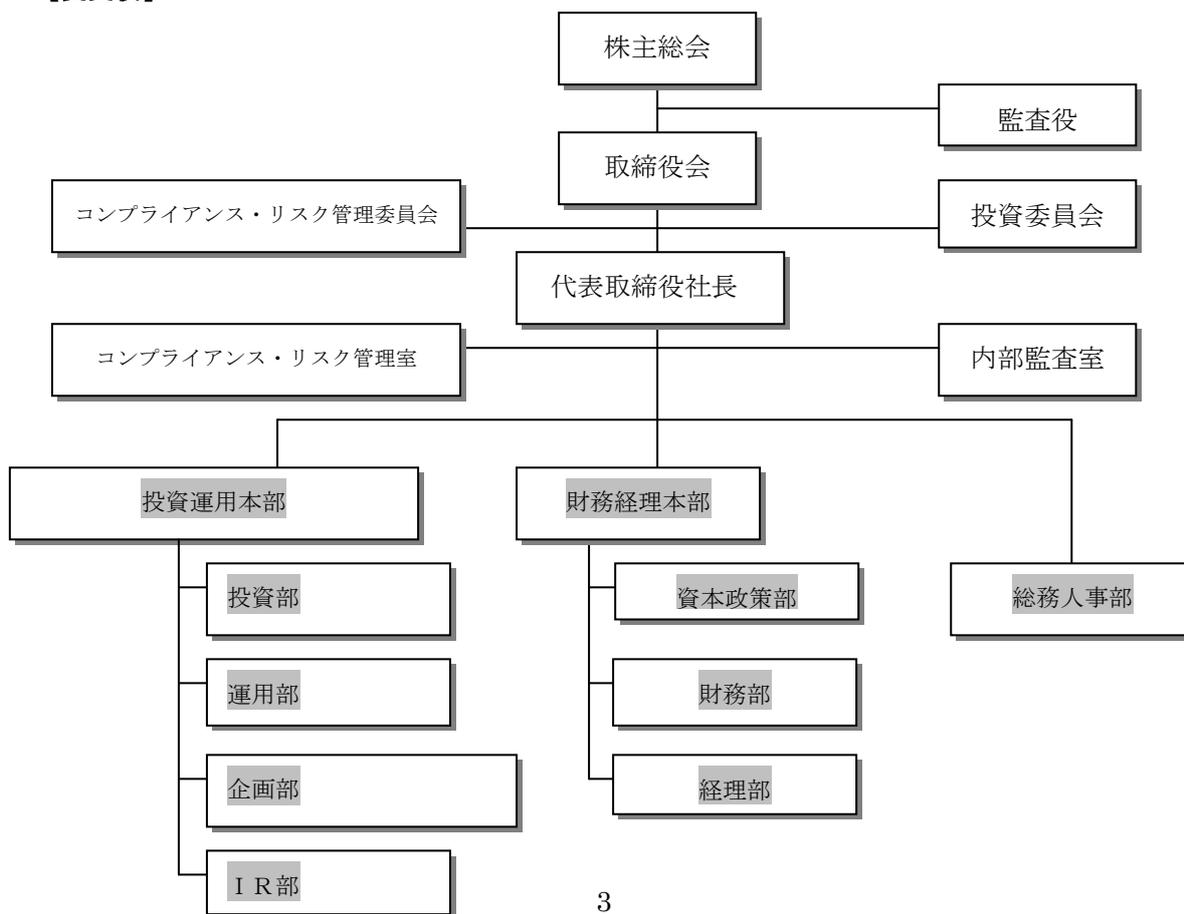 株主総会
監査役
取締役会
コンプライアンス・リスク管理委員会
投資委員会
代表取締役社長
コンプライアンス・リスク管理室
内部監査室
投資運用本部
財務経理本部
投資部
資本政策部
総務人事部
運用部
財務部
企画部
経理部
ＩＲ部
3